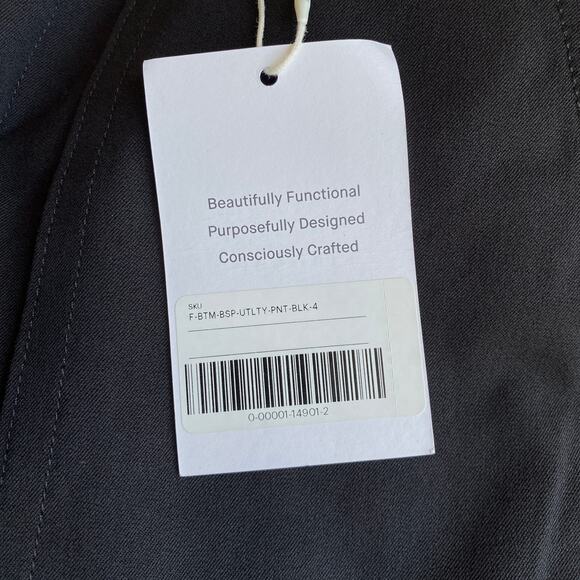 Beautifully Functional
Purposefully Designed
Consciously Crafted
SKU
F-BTM-BSP-UTLTY-PNT-BLK-4
0-00001-14901-2